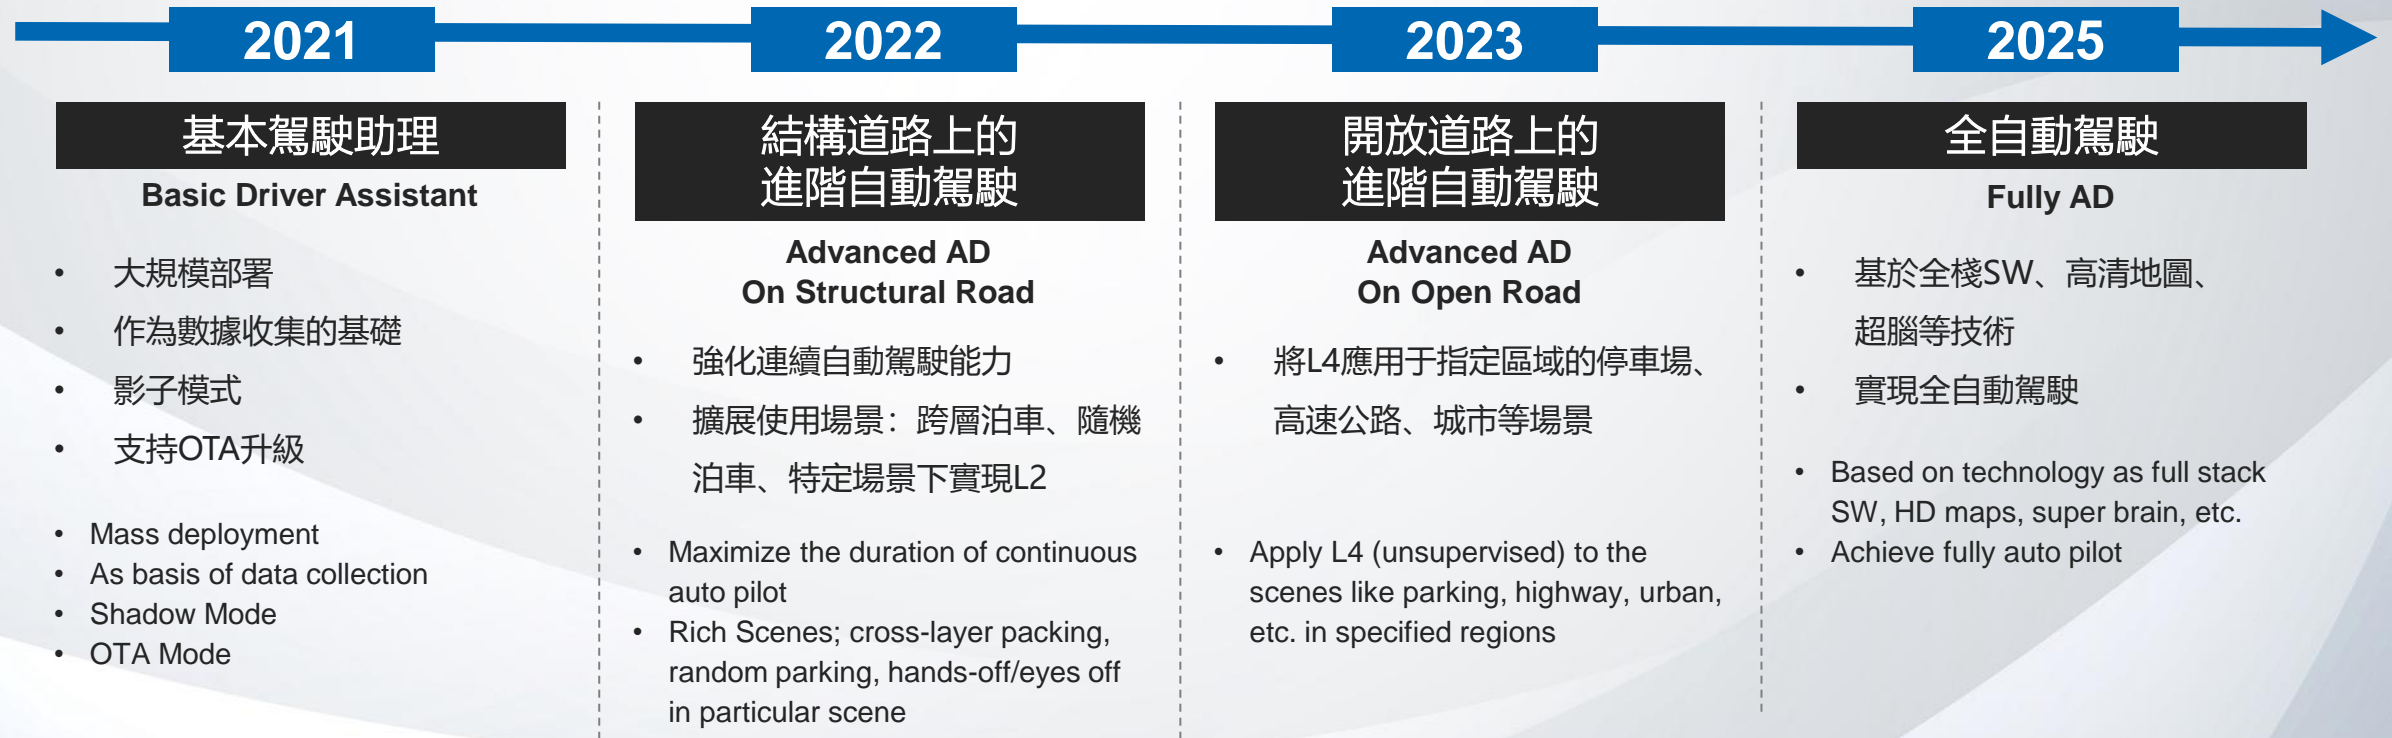 2021
2022
2023
2025
基本駕駛助理
Basic Driver Assistant
• 大規模部署
• 作為數據收集的基礎
• 影子模式
• 支持OTA升級
• Mass deployment
• As basis of data collection
• Shadow Mode
• OTA Mode
結構道路上的
進階自動駕駛
Advanced AD
On Structural Road
• 強化連續自動駕駛能力
• 擴展使用場景：跨層泊車、隨機
泊車、特定場景下實現L2
• Maximize the duration of continuous
auto pilot
• Rich Scenes; cross-layer packing,
random parking, hands-off/eyes off
in particular scene
開放道路上的
進階自動駕駛
Advanced AD
On Open Road
• 將L4應用于指定區域的停車場、
高速公路、城市等場景
• Apply L4 (unsupervised) to the
scenes like parking, highway, urban,
etc. in specified regions
全自動駕駛
Fully AD
• 基於全棧SW、高清地圖、
超腦等技術
• 實現全自動駕駛
• Based on technology as full stack
SW, HD maps, super brain, etc.
• Achieve fully auto pilot